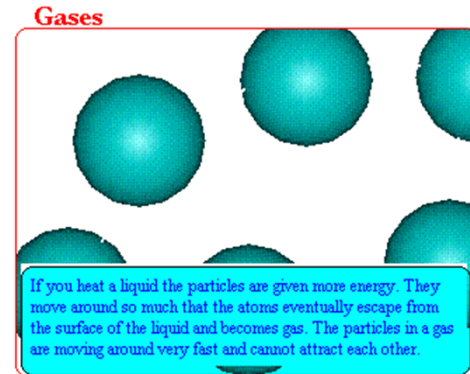 Gases
If you heat a liquid the particles are given more energy. They
move around so much that the atoms eventually escape from
the surface of the liquid and becomes gas. The particles in a gas
are moving around very fast and cannot attract each other.